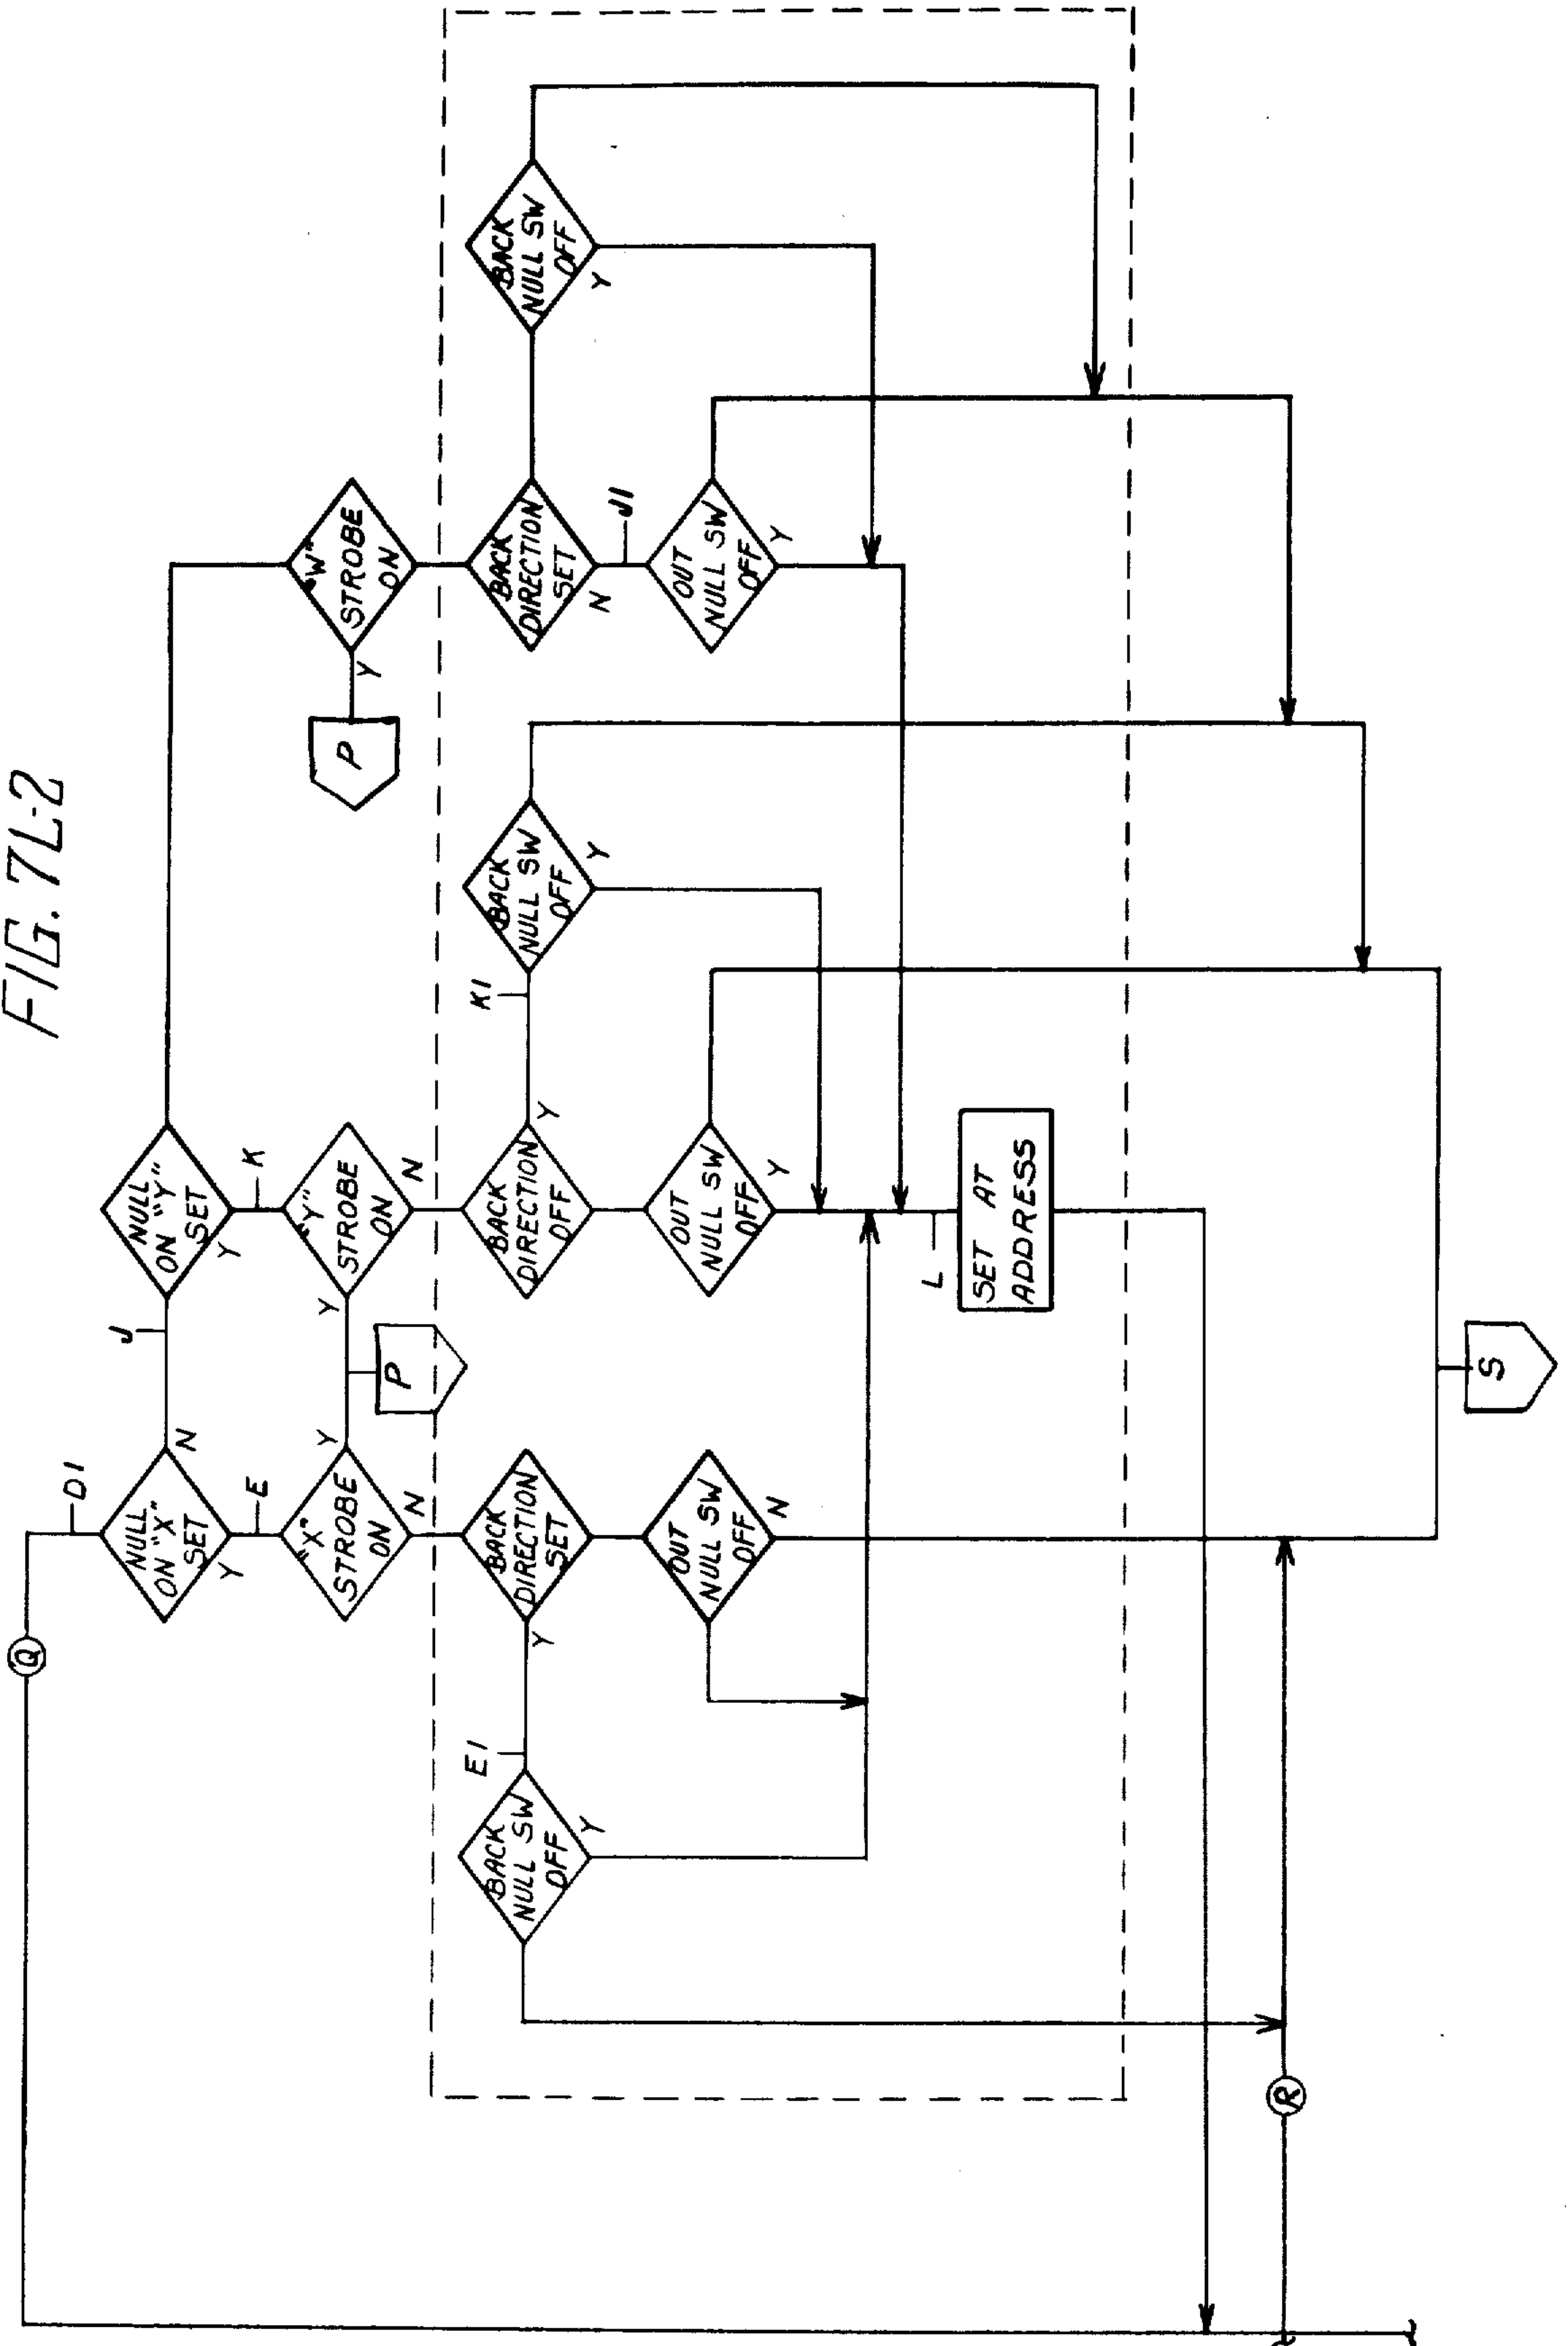 FIG. 7L-2
Q
D1
NULL
ON "X"
SET
N
Y
J
NULL
ON "Y"
SET
Y
E
K
"X"
STROBE
ON
Y
N
P
"Y"
STROBE
ON
Y
N
"W"
STROBE
ON
Y
P
BACK
NULL SW
OFF
Y
E1
BACK
DIRECTION
SET
Y
BACK
DIRECTION
OFF
Y
K1
BACK
NULL SW
OFF
Y
BACK
DIRECTION
SET
N
J1
BACK
NULL SW
OFF
Y
OUT
NULL SW
OFF
N
OUT
NULL SW
OFF
Y
OUT
NULL SW
OFF
Y
L
SET AT
ADDRESS
R
S